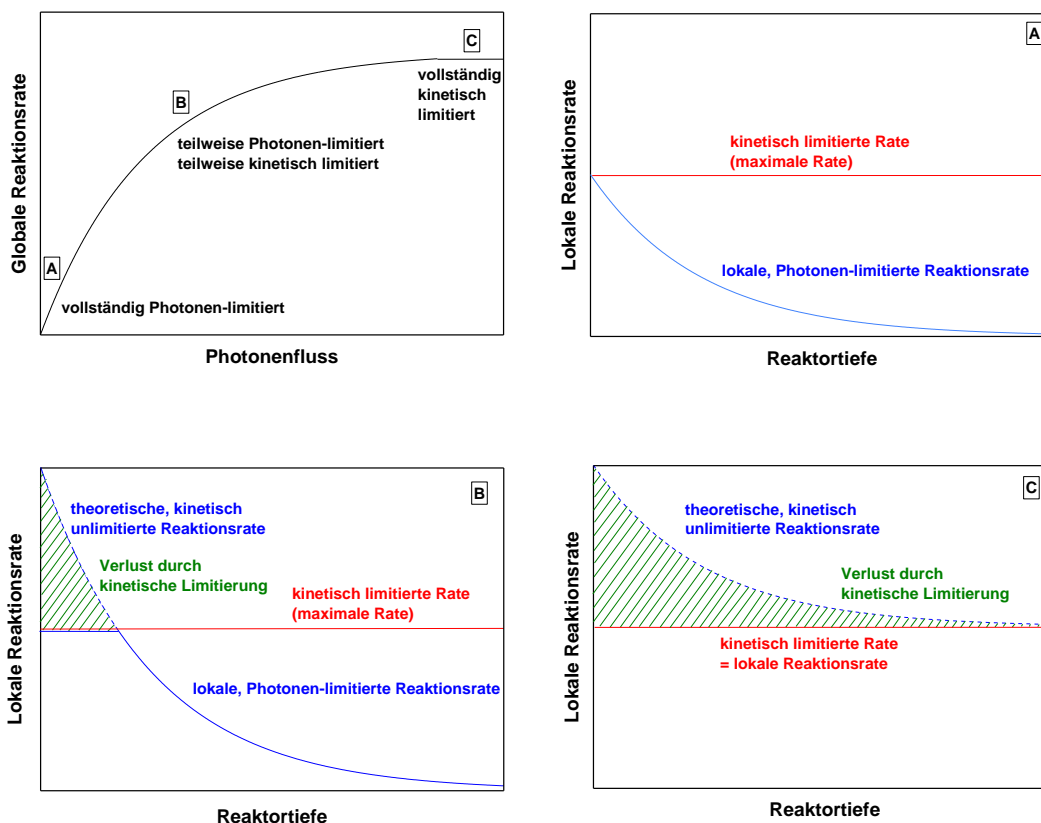 Globale Reaktionsrate
C
vollständig
kinetisch
limitiert
B
teilweise Photonen-limitiert
teilweise kinetisch limitiert
A
vollständig Photonen-limitiert
Photonenfluss
Lokale Reaktionsrate
A
kinetisch limitierte Rate
(maximale Rate)
lokale, Photonen-limitierte Reaktionsrate
Reaktortiefe
Lokale Reaktionsrate
B
theoretische, kinetisch
unlimitierte Reaktionsrate
Verlust durch
kinetische Limitierung
kinetisch limitierte Rate
(maximale Rate)
lokale, Photonen-limitierte Reaktionsrate
Reaktortiefe
Lokale Reaktionsrate
C
theoretische, kinetisch
unlimitierte Reaktionsrate
Verlust durch
kinetische Limitierung
kinetisch limitierte Rate
= lokale Reaktionsrate
Reaktortiefe